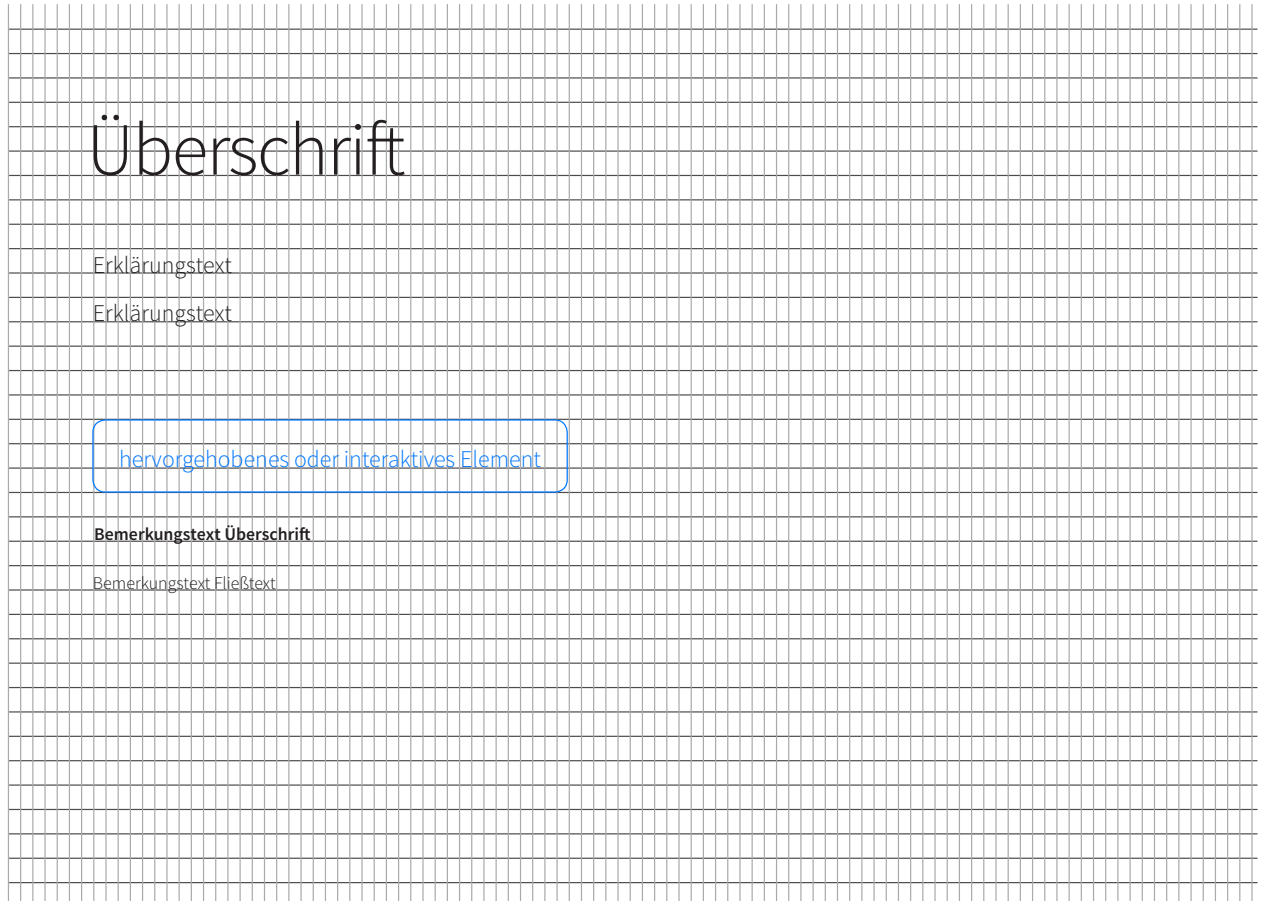 Überschrift
Erklärungstext
Erklärungstext
hervorgehobenes oder interaktives Element
Bemerkungstext Überschrift
Bemerkungstext Fließtext